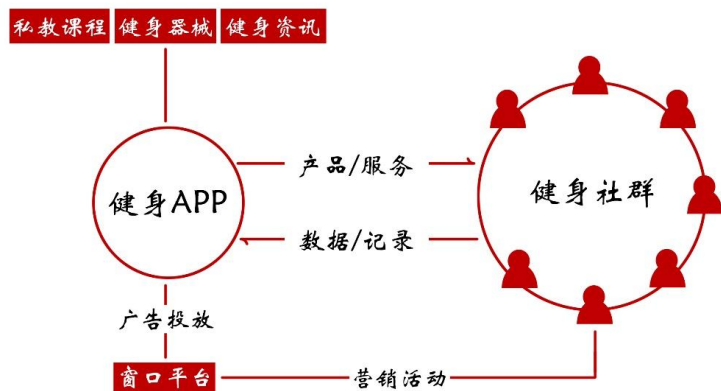 私教课程 健身器械 健身资讯
产品/服务
健身APP
健身社群
数据/记录
广告投放
窗口平台
营销活动